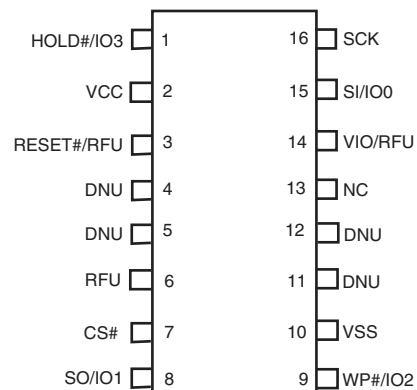 HOLD#/IO3 1 16 SCK
VCC 2 15 SI/IO0
RESET#/RFU 3 14 VIO/RFU
DNU 4 13 NC
DNU 5 12 DNU
RFU 6 11 DNU
CS# 7 10 VSS
SO/IO1 8 9 WP#/IO2